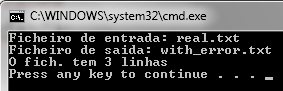 C:\WINDOWS\system32\cmd.exe
Ficheiro de entrada: real.txt
Ficheiro de saida: with_error.txt
O fich. tem 3 linhas
Press any key to continue . . . _